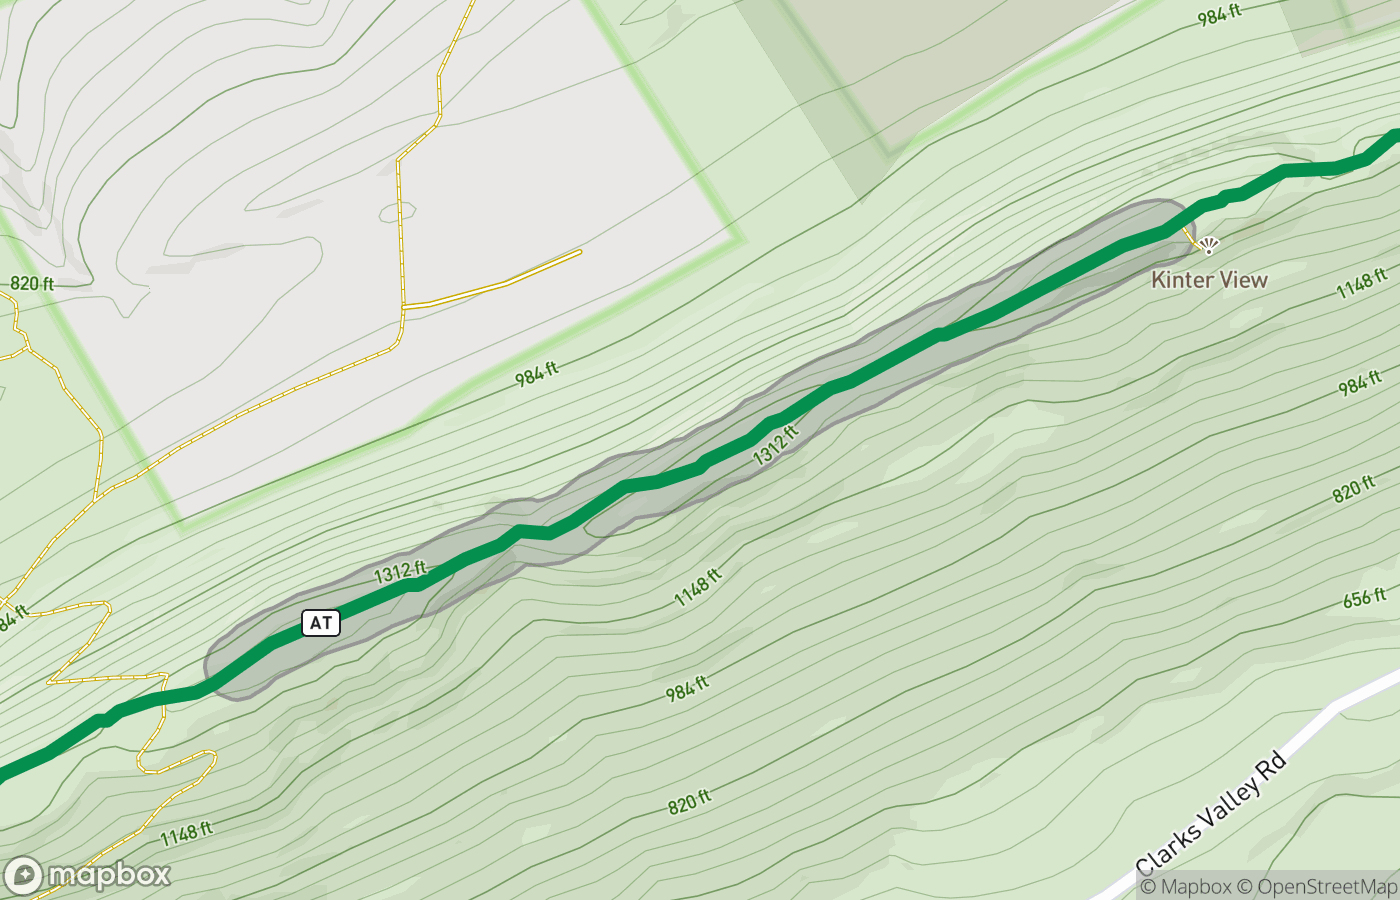 984 ft
820 ft
Kinter View
1148 ft
984 ft
984 ft
1312 ft
820 ft
1312 ft
1148 ft
656 ft
84 ft
AT
984 ft
820 ft
Clarks Valley Rd
1148 ft
mapbox
© Mapbox © OpenStreetMap